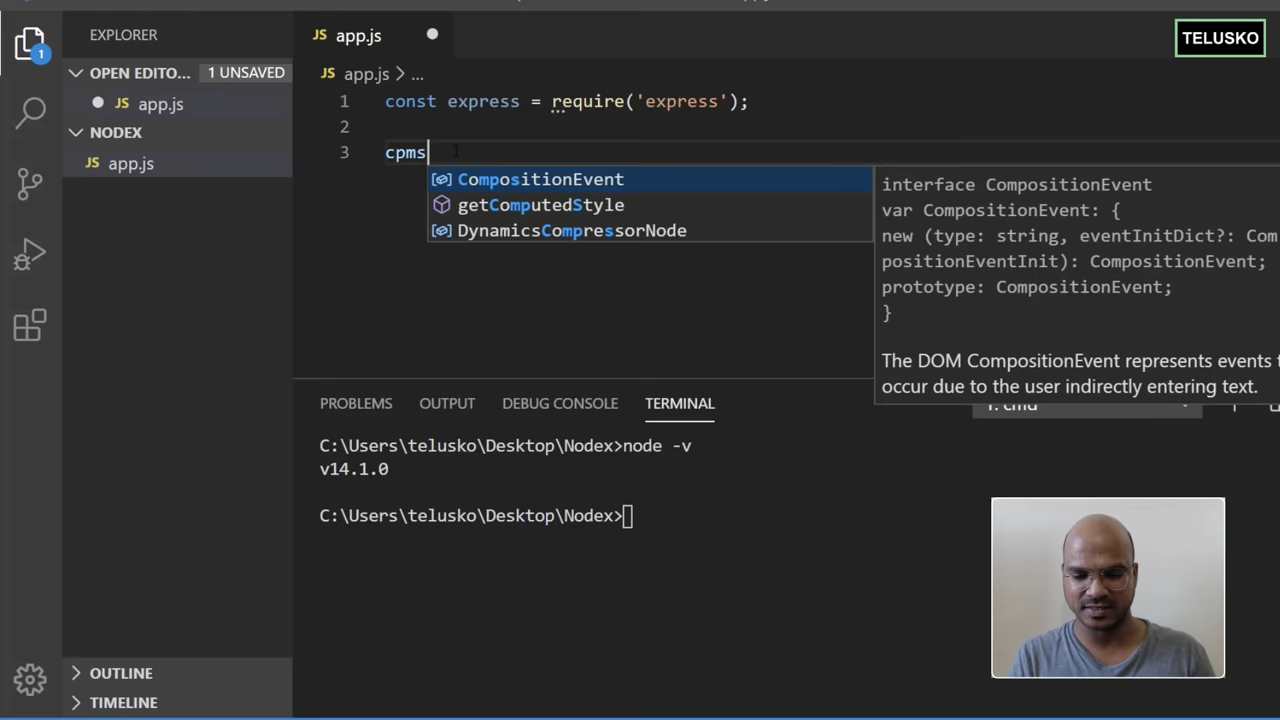 EXPLORER
app.js
TELUSKO
1
OPEN EDITO... 1 UNSAVED
JS app.js
NODEX
JS app.js
JS app.js
JS app.js > ...
1 const express = require('express');
2
3 cpms
CompositionEvent
getComputedStyle
DynamicsCompressorNode
interface CompositionEvent
var CompositionEvent: {
new (type: string, eventInitDict?: Com
positionEventInit): CompositionEvent;
prototype: CompositionEvent;
}
The DOM CompositionEvent represents events
occur due to the user indirectly entering text.
PROBLEMS OUTPUT DEBUG CONSOLE TERMINAL
1: cmd
C:\Users\telusko\Desktop\Nodex>node -v
v14.1.0
C:\Users\telusko\Desktop\Nodex>
OUTLINE
TIMELINE